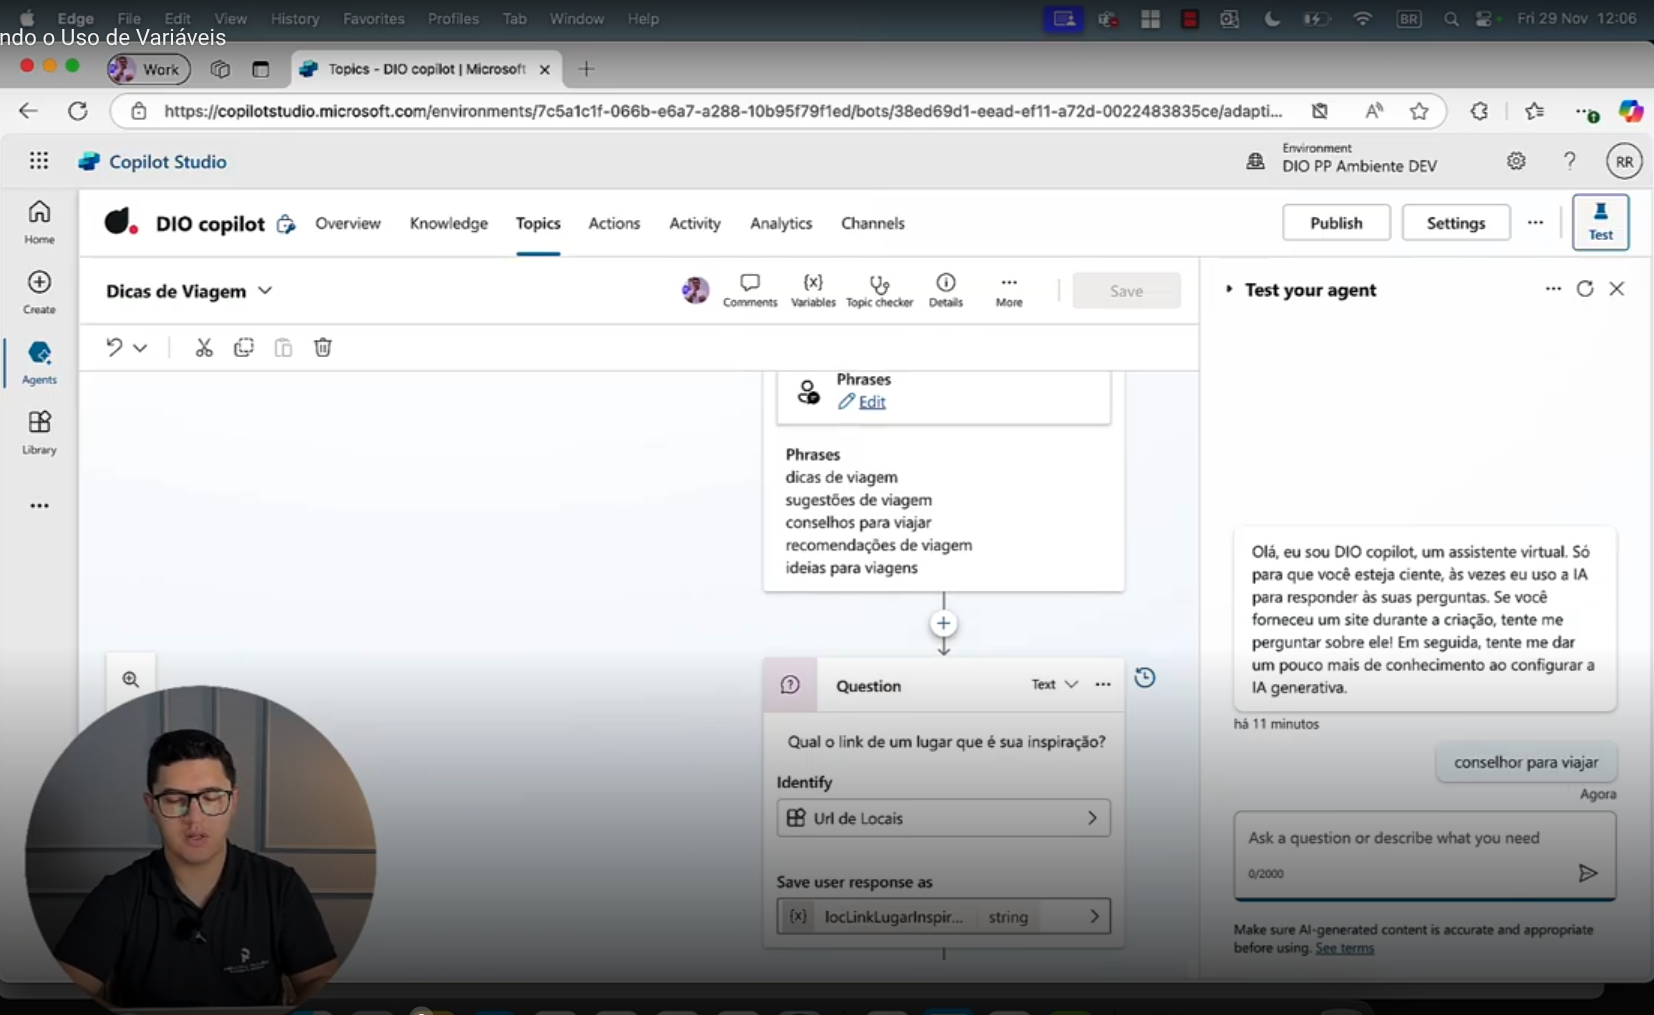 Edge File Edit View History Favorites Profiles Tab Window Help BR Fri 29 Nov 12:06
ndo o Uso de Variáveis
Work Topics - DIO copilot | Microsoft
https://copilotstudio.microsoft.com/environments/7c5a1c1f-066b-e6a7-a288-10b95f79f1ed/bots/38ed69d1-eead-ef11-a72d-0022483835ce/adapti...
Copilot Studio
Environment
DIO PP Ambiente DEV
RR
Home
Create
Agents
Library
DIO copilot Overview Knowledge Topics Actions Activity Analytics Channels Publish Settings ... Test
Dicas de Viagem
Comments Variables Topic checker Details More Save
Phrases
Edit
Phrases
dicas de viagem
sugestões de viagem
conselhos para viajar
recomendações de viagem
ideias para viagens
Question Text ...
Qual o link de um lugar que é sua inspiração?
Identify
Url de Locais
Save user response as
{x} locLinkLugarInspir... string
Test your agent
Olá, eu sou DIO copilot, um assistente virtual. Só
para que você esteja ciente, às vezes eu uso a IA
para responder às suas perguntas. Se você
forneceu um site durante a criação, tente me
perguntar sobre ele! Em seguida, tente me dar
um pouco mais de conhecimento ao configurar a
IA generativa.
há 11 minutos
conselhor para viajar
Agora
Ask a question or describe what you need
0/2000
Make sure AI-generated content is accurate and appropriate
before using. See terms